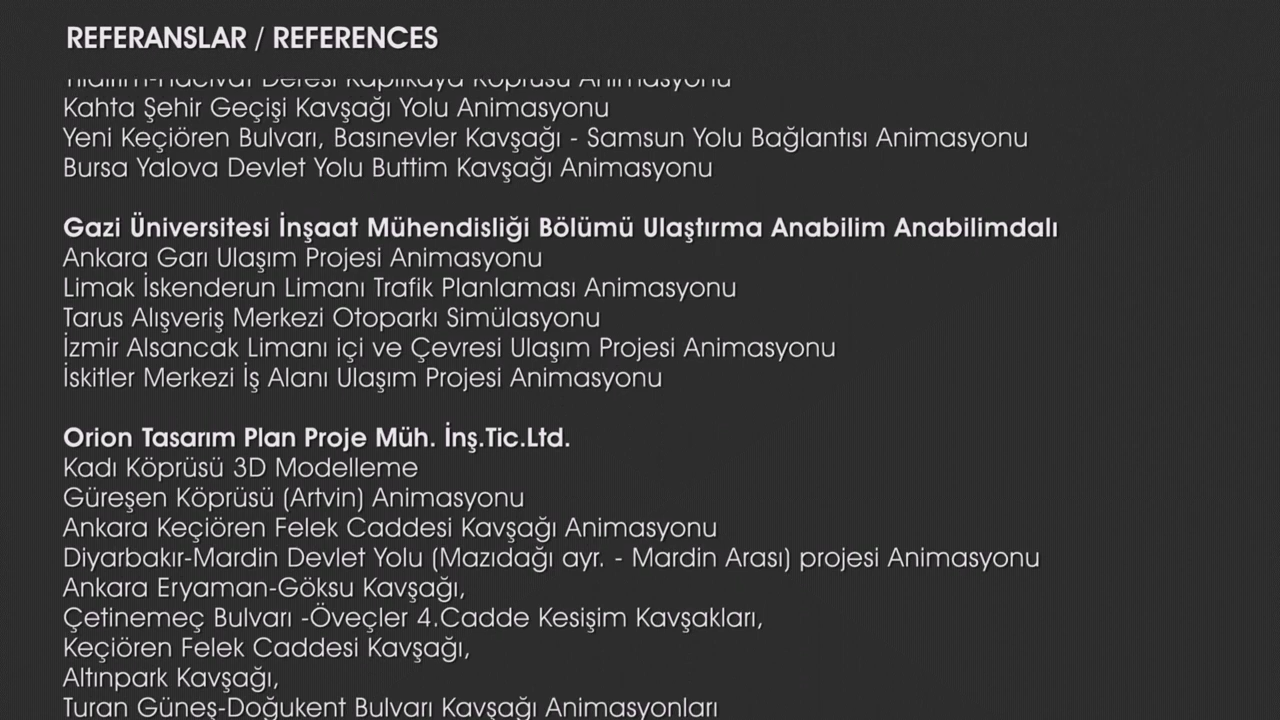 REFERANSLAR / REFERENCES
Yıldırım-Hacivat Deresi Kaplıkaya Köprüsü Animasyonu
Kahta Şehir Geçişi Kavşağı Yolu Animasyonu
Yeni Keçiören Bulvarı, Basınevler Kavşağı - Samsun Yolu Bağlantısı Animasyonu
Bursa Yalova Devlet Yolu Buttim Kavşağı Animasyonu
Gazi Üniversitesi İnşaat Mühendisliği Bölümü Ulaştırma Anabilim Anabilimdalı
Ankara Garı Ulaşım Projesi Animasyonu
Limak İskenderun Limanı Trafik Planlaması Animasyonu
Tarus Alışveriş Merkezi Otoparkı Simülasyonu
İzmir Alsancak Limanı içi ve Çevresi Ulaşım Projesi Animasyonu
İskitler Merkezi İş Alanı Ulaşım Projesi Animasyonu
Orion Tasarım Plan Proje Müh. İnş.Tic.Ltd.
Kadı Köprüsü 3D Modelleme
Güreşen Köprüsü (Artvin) Animasyonu
Ankara Keçiören Felek Caddesi Kavşağı Animasyonu
Diyarbakır-Mardin Devlet Yolu (Mazıdağı ayr. - Mardin Arası) projesi Animasyonu
Ankara Eryaman-Göksu Kavşağı,
Çetinemeç Bulvarı -Öveçler 4.Cadde Kesişim Kavşakları,
Keçiören Felek Caddesi Kavşağı,
Altınpark Kavşağı,
Turan Güneş-Doğukent Bulvarı Kavşağı Animasyonları